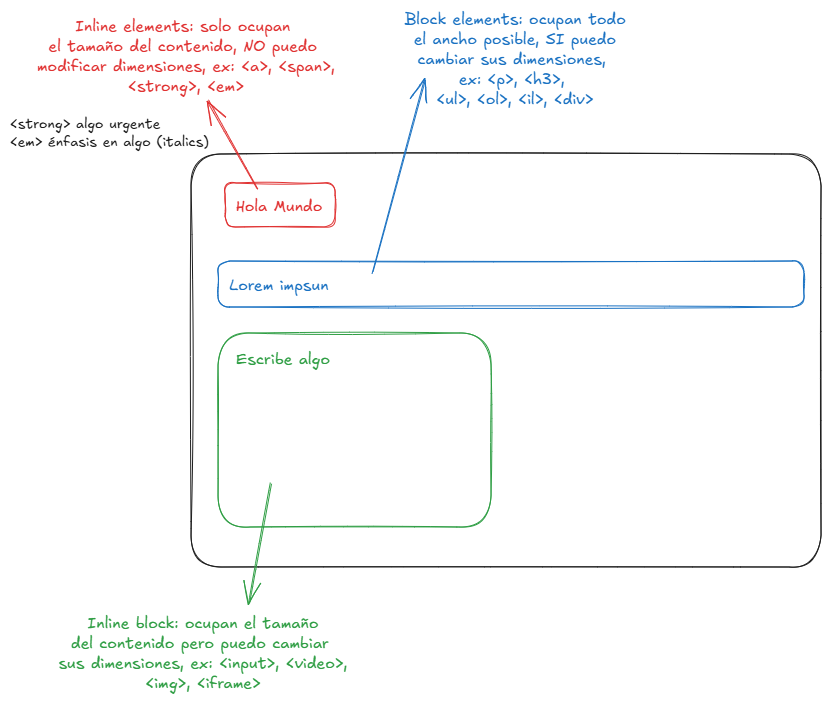 Inline elements: solo ocupan
el tamaño del contenido, NO puedo
modificar dimensiones, ex: <a>, <span>,
<strong>, <em>
Block elements: ocupan todo
el ancho posible, SI puedo
cambiar sus dimensiones,
ex: <p>, <h3>,
<ul>, <ol>, <il>, <div>
<strong> algo urgente
<em> énfasis en algo (italics)
Hola Mundo
Lorem impsun
Escribe algo
Inline block: ocupan el tamaño
del contenido pero puedo cambiar
sus dimensiones, ex: <input>, <video>,
<img>, <iframe>